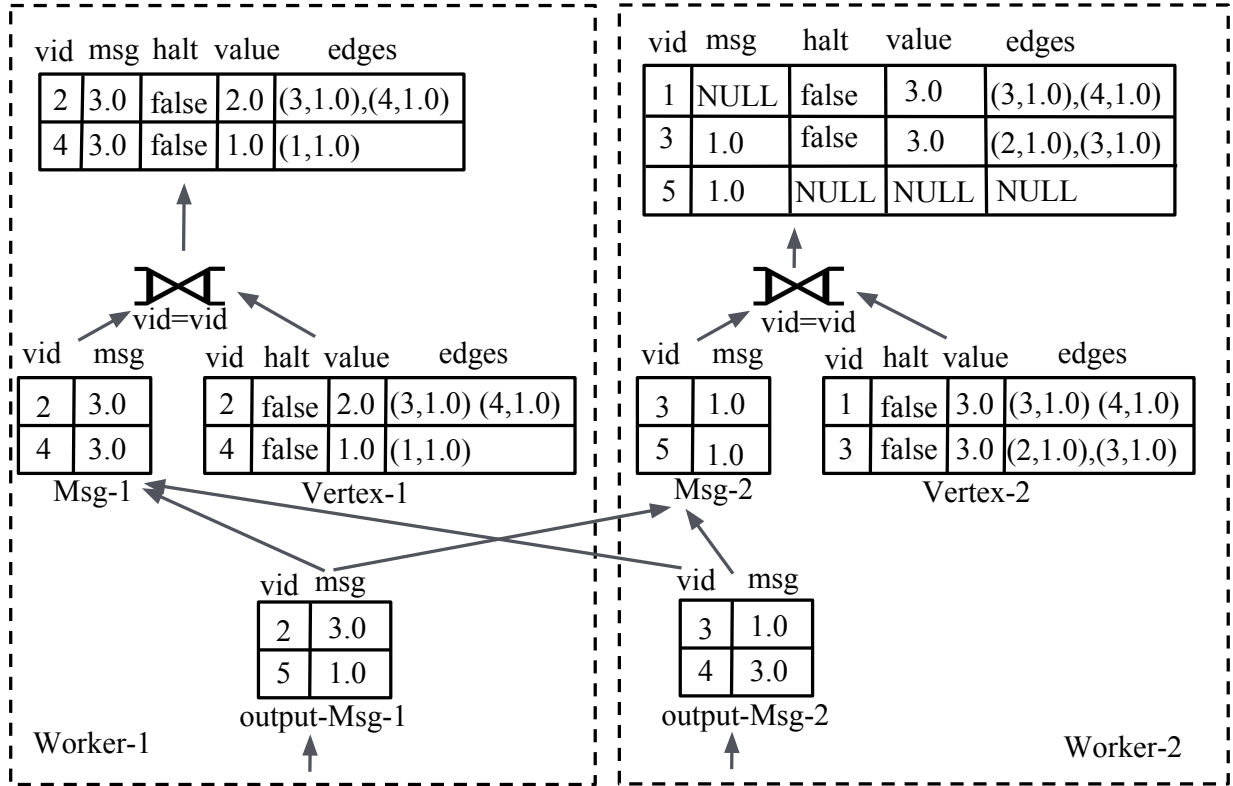 vid msg halt value edges
2 3.0 false 2.0 (3,1.0),(4,1.0)
4 3.0 false 1.0 (1,1.0)
vid=vid
vid msg
2 3.0
4 3.0
Msg-1
vid halt value edges
2 false 2.0 (3,1.0) (4,1.0)
4 false 1.0 (1,1.0)
Vertex-1
vid msg
2 3.0
5 1.0
output-Msg-1
Worker-1
vid msg halt value edges
1 NULL false 3.0 (3,1.0),(4,1.0)
3 1.0 false 3.0 (2,1.0),(3,1.0)
5 1.0 NULL NULL NULL
vid=vid
vid msg
3 1.0
5 1.0
Msg-2
vid halt value edges
1 false 3.0 (3,1.0) (4,1.0)
3 false 3.0 (2,1.0),(3,1.0)
Vertex-2
vid msg
3 1.0
4 3.0
output-Msg-2
Worker-2